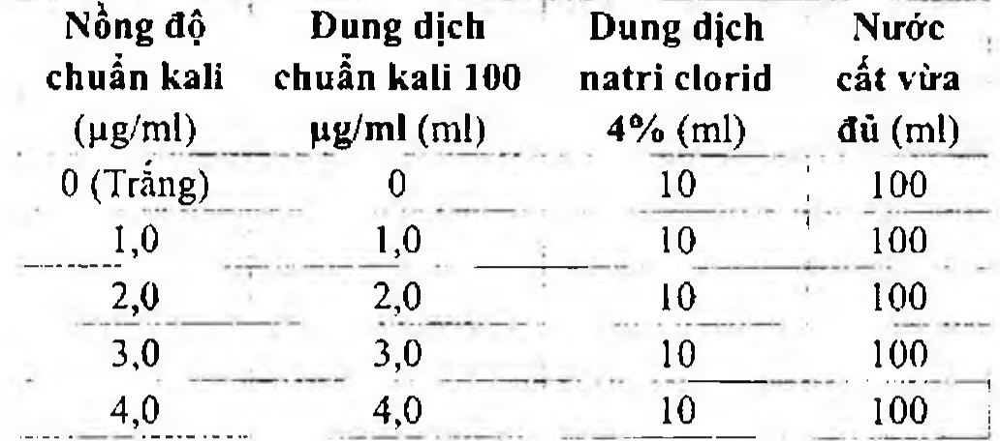 Nồng độ chuẩn kali (µg/ml) | Đung dịch chuẩn kali 100 µg/ml (ml) | Dung dịch natri clorid 4% (ml) | Nước cất vừa đủ (ml)
0 (Trắng) | 0 | 10 | 100
1,0 | 1,0 | 10 | 100
2,0 | 2,0 | 10 | 100
3,0 | 3,0 | 10 | 100
4,0 | 4,0 | 10 | 100